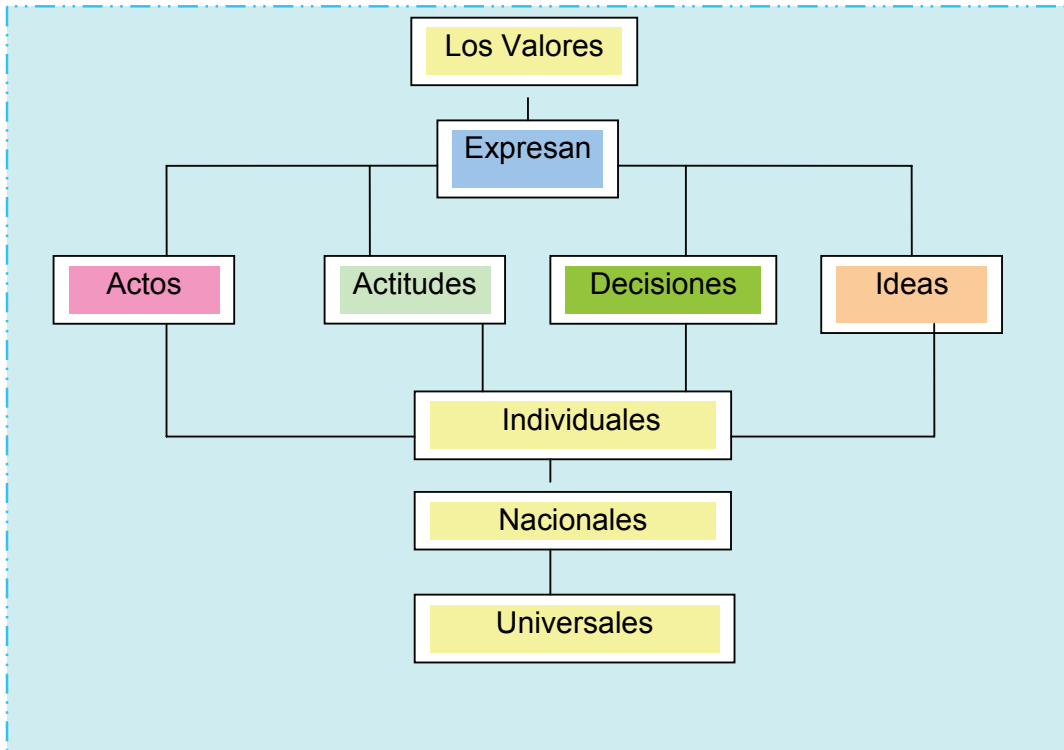 Los Valores
Expresan
Actos
Actitudes
Decisiones
Ideas
Individuales
Nacionales
Universales